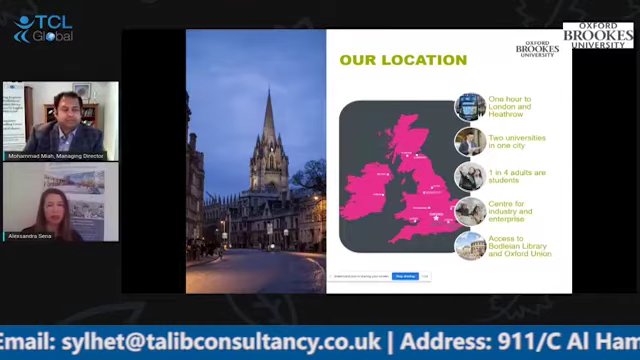 TCL
Global
OXFORD
BROOKES
UNIVERSITY
OXFORD
BROOKES
UNIVERSITY
OUR LOCATION
One hour to
London and
Heathrow
Two universities
in one city
1 in 4 adults are
students
Centre for
industry and
enterprise
Access to
Bodleian Library
and Oxford Union
Mohammad Miah, Managing Director
Alexsandra Sena
Stop sharing
Email: sylhet@talibconsultancy.co.uk | Address: 911/C Al Ham